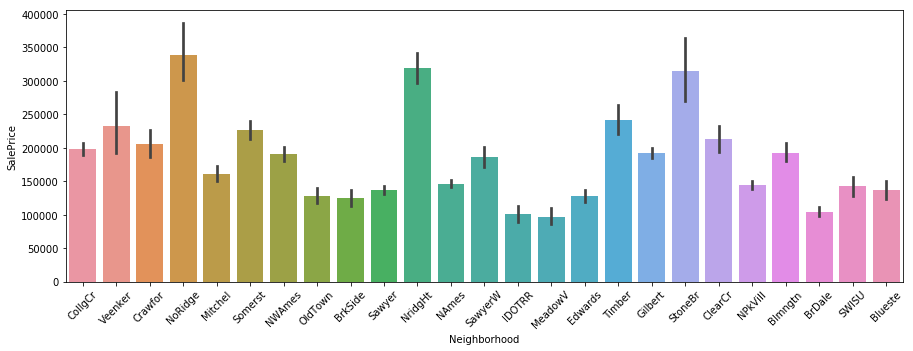 400000
350000
300000
250000
200000
150000
100000
50000
0
SalePrice
CollgCr
Veenker
Crawfor
NoRidge
Mitchel
Somerst
NWAmes
OldTown
BrkSide
Sawyer
NridgHt
NAmes
SawyerW
IDOTRR
MeadowV
Edwards
Timber
Gilbert
StoneBr
ClearCr
NPkVill
Blmngtn
BrDale
SWISU
Blueste
Neighborhood